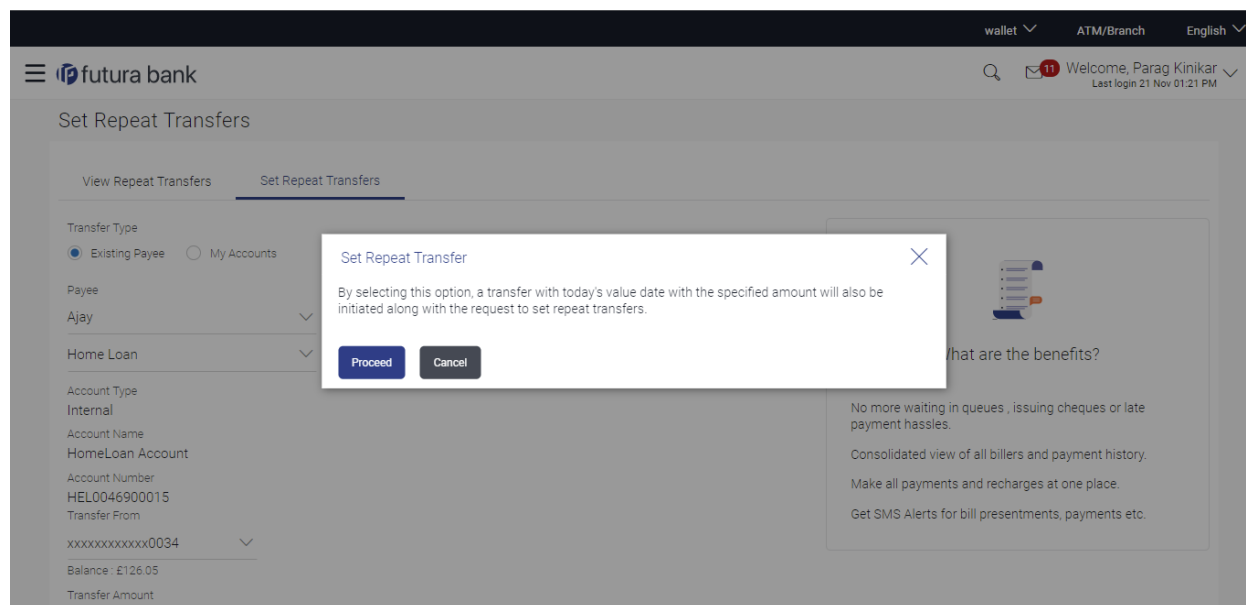 wallet ATM/Branch English
futura bank
11 Welcome, Parag Kinikar
Last login 21 Nov 01:21 PM
Set Repeat Transfers
View Repeat Transfers Set Repeat Transfers
Transfer Type
Existing Payee My Accounts
Payee
Ajay
Home Loan
Account Type
Internal
Account Name
HomeLoan Account
Account Number
HEL0046900015
Transfer From
xxxxxxxxxxxx0034
Balance : £126.05
Transfer Amount
Set Repeat Transfer
By selecting this option, a transfer with today's value date with the specified amount will also be
initiated along with the request to set repeat transfers.
Proceed Cancel
What are the benefits?
No more waiting in queues , issuing cheques or late
payment hassles.
Consolidated view of all billers and payment history.
Make all payments and recharges at one place.
Get SMS Alerts for bill presentments, payments etc.